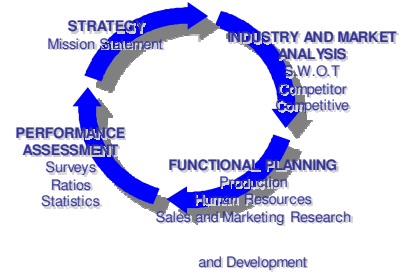 STRATEGY
Mission Statement
INDUSTRY AND MARKET
ANALYSIS
S.W.O.T
Competitor
Competitive
FUNCTIONAL PLANNING
Production
Human Resources
Sales and Marketing Research
and Development
PERFORMANCE
ASSESSMENT
Surveys
Ratios
Statistics